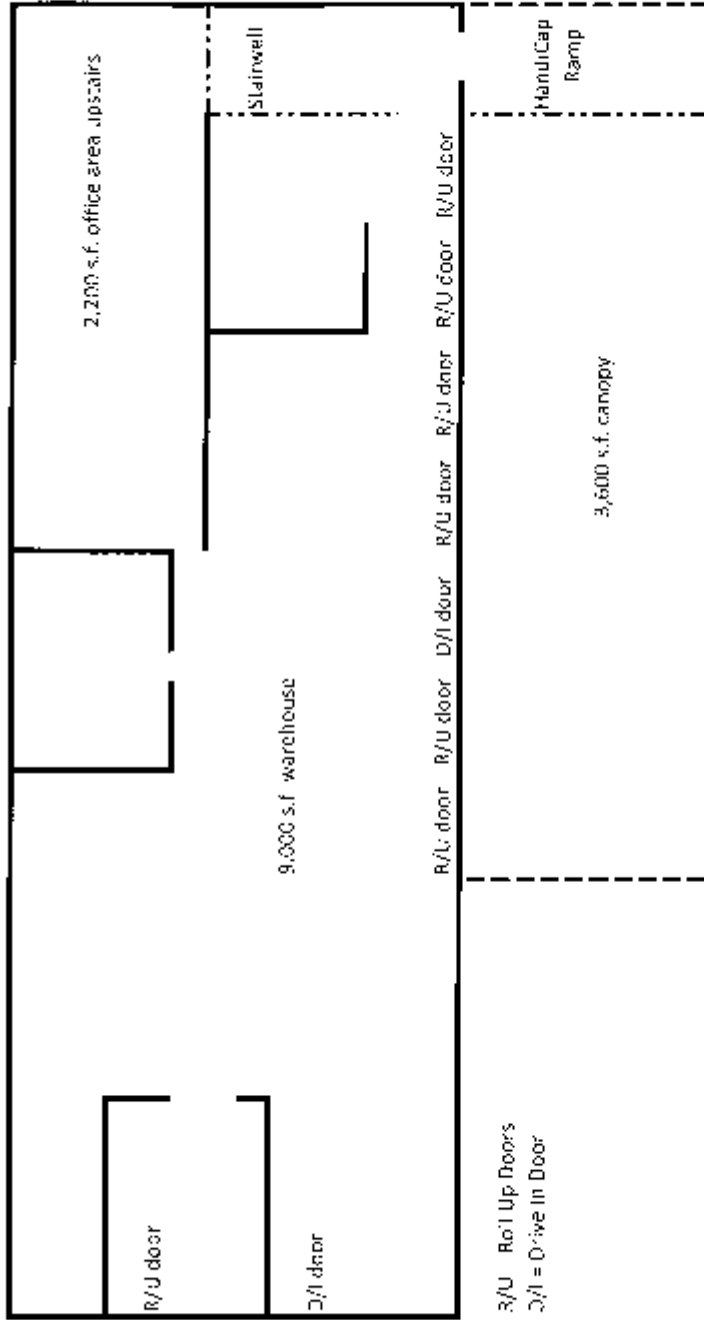 2,200 s.f. office area upstairs
Stairwell
HandiCap
Ramp
9,000 s.f. warehouse
R/U door
D/I door
R/U door R/U door D/I door R/U door R/U door R/U door R/U door
3,600 s.f. canopy
R/U Roll Up Doors
D/I = Drive In Door